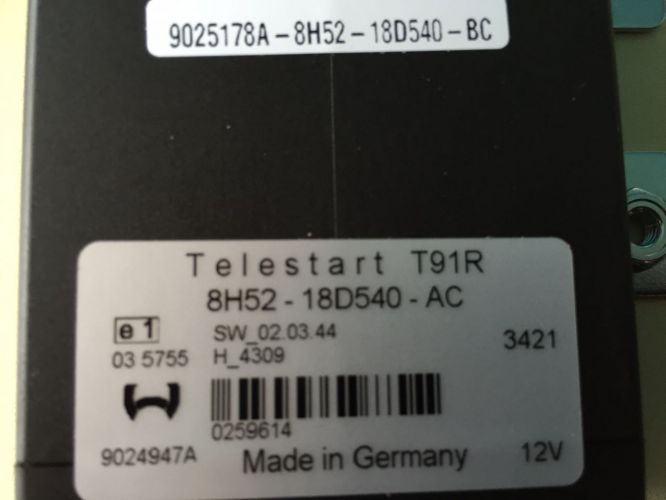 9025178A-8H52-18D540-BC
Telestart T91R
8H52-18D540-AC
e1
SW_02.03.44
3421
03 5755
H_4309
0259614
9024947A
Made in Germany
12V